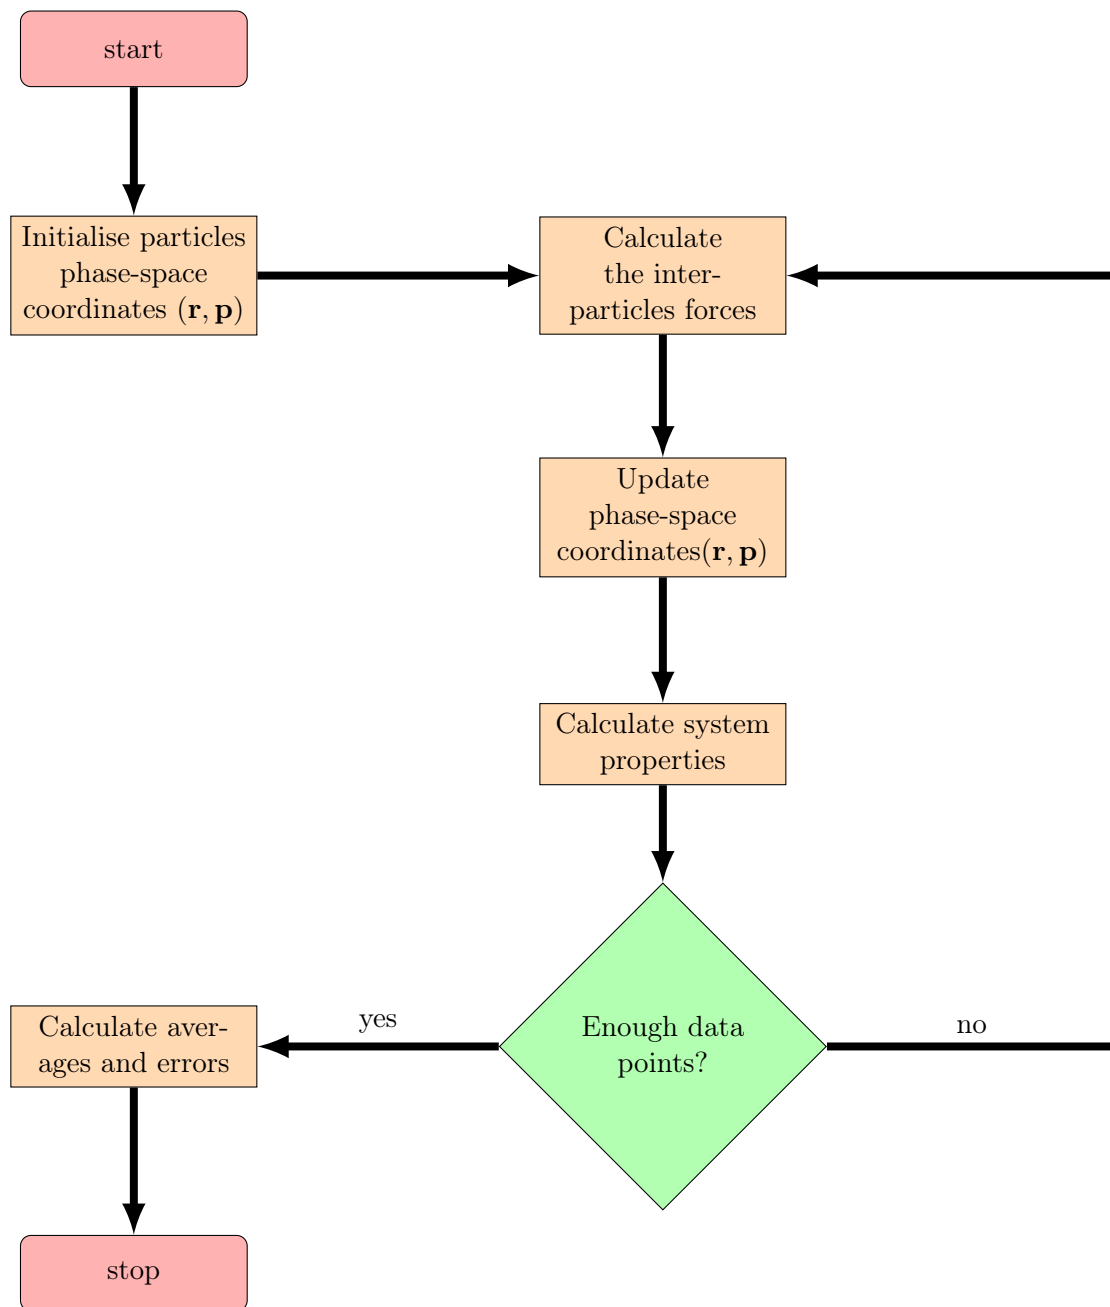 start
Initialise particles
phase-space
coordinates (r, p)
Calculate
the inter-
particles forces
Update
phase-space
coordinates(r, p)
Calculate system
properties
Enough data
points?
yes
no
Calculate aver-
ages and errors
stop